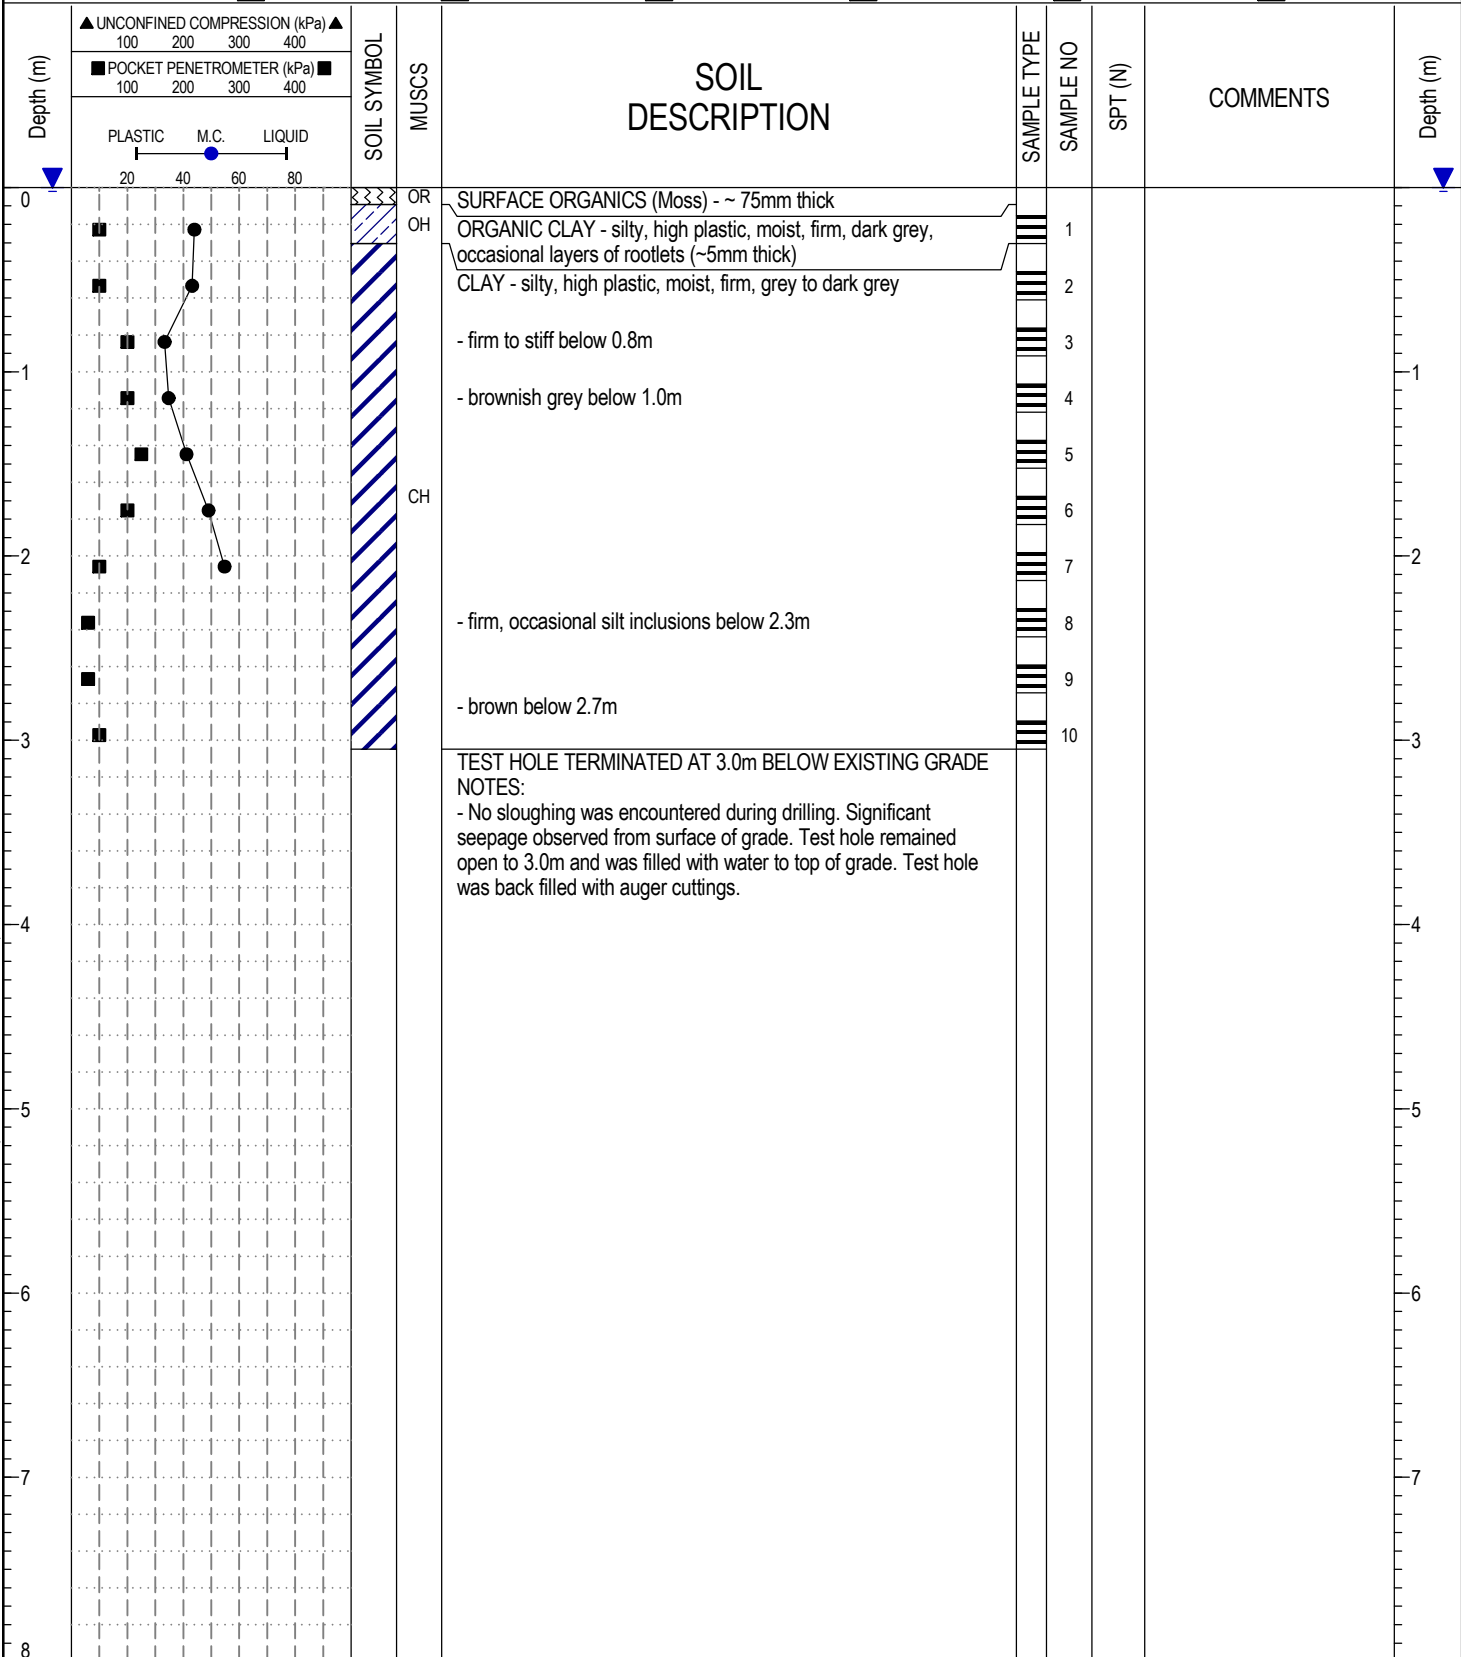 ▲ UNCONFINED COMPRESSION (kPa) ▲
100 200 300 400
■ POCKET PENETROMETER (kPa) ■
100 200 300 400
PLASTIC M.C. LIQUID
20 40 60 80
Depth (m)
SOIL SYMBOL
MUSCS
SOIL
DESCRIPTION
SAMPLE TYPE
SAMPLE NO
SPT (N)
COMMENTS
Depth (m)
0
OR
SURFACE ORGANICS (Moss) - ~ 75mm thick
OH
ORGANIC CLAY - silty, high plastic, moist, firm, dark grey,
occasional layers of rootlets (~5mm thick)
1
CLAY - silty, high plastic, moist, firm, grey to dark grey
2
- firm to stiff below 0.8m
3
1
1
- brownish grey below 1.0m
4
5
CH
6
2
7
2
- firm, occasional silt inclusions below 2.3m
8
9
- brown below 2.7m
10
3
3
TEST HOLE TERMINATED AT 3.0m BELOW EXISTING GRADE
NOTES:
- No sloughing was encountered during drilling. Significant
seepage observed from surface of grade. Test hole remained
open to 3.0m and was filled with water to top of grade. Test hole
was back filled with auger cuttings.
4
4
5
5
6
6
7
7
8